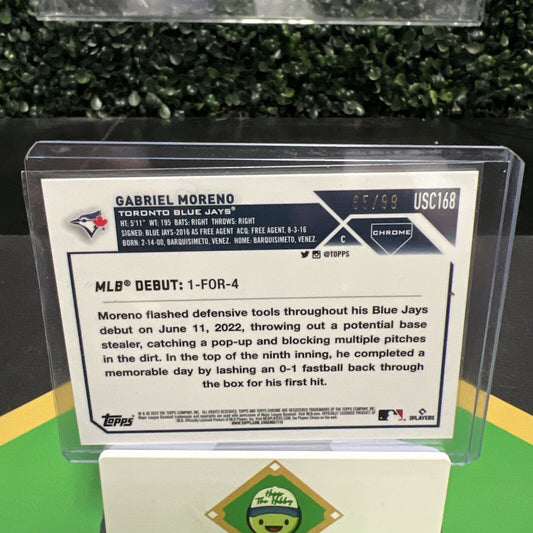 GABRIEL MORENO
TORONTO BLUE JAYS®
HT: 5'11" WT: 195 BATS: RIGHT THROWS: RIGHT
SIGNED: BLUE JAYS-2016 AS FREE AGENT ACQ: FREE AGENT, 8-3-16
BORN: 2-14-00, BARQUISIMETO, VENEZ. HOME: BARQUISIMETO, VENEZ.
65/99
USC168
C
CHROME
@TOPPS
MLB® DEBUT: 1-FOR-4
Moreno flashed defensive tools throughout his Blue Jays
debut on June 11, 2022, throwing out a potential base
stealer, catching a pop-up and blocking multiple pitches
in the dirt. In the top of the ninth inning, he completed a
memorable day by lashing an 0-1 fastball back through
the box for his first hit.
topps
PLAYERS
Hype
The Hobby